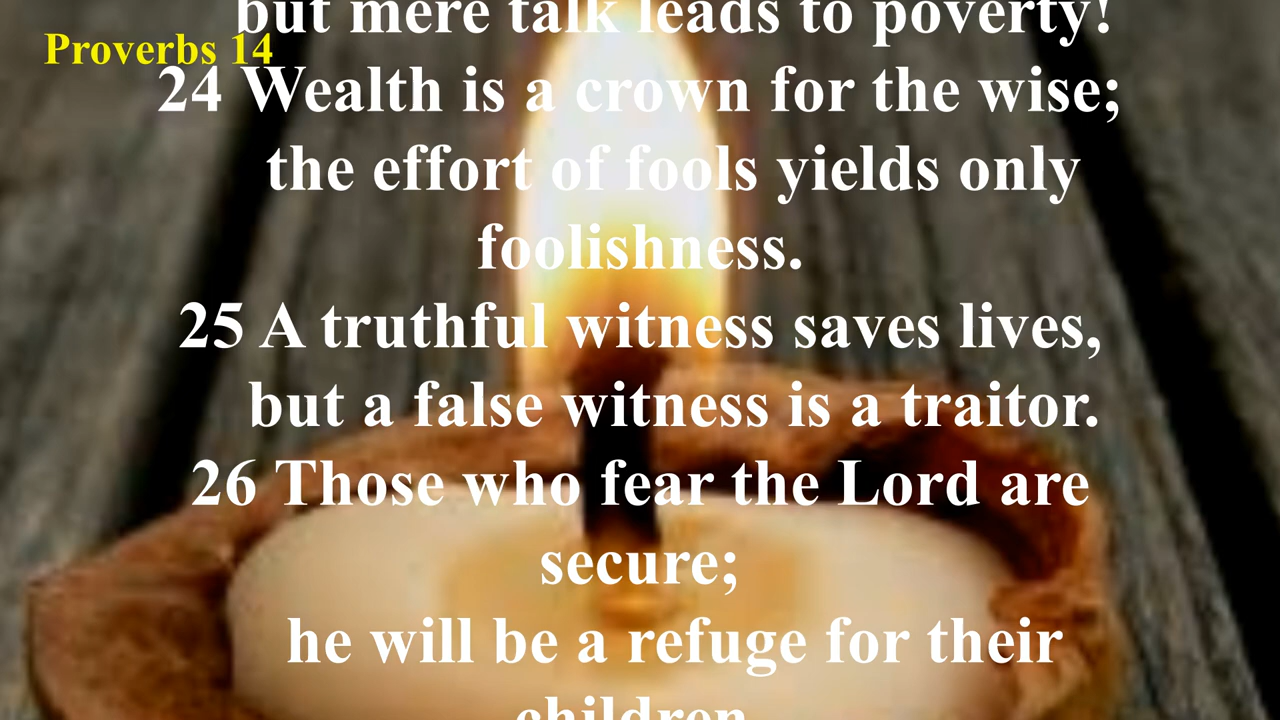 but mere talk leads to poverty!
Proverbs 14
24 Wealth is a crown for the wise;
the effort of fools yields only
foolishness.
25 A truthful witness saves lives,
but a false witness is a traitor.
26 Those who fear the Lord are
secure;
he will be a refuge for their
children.